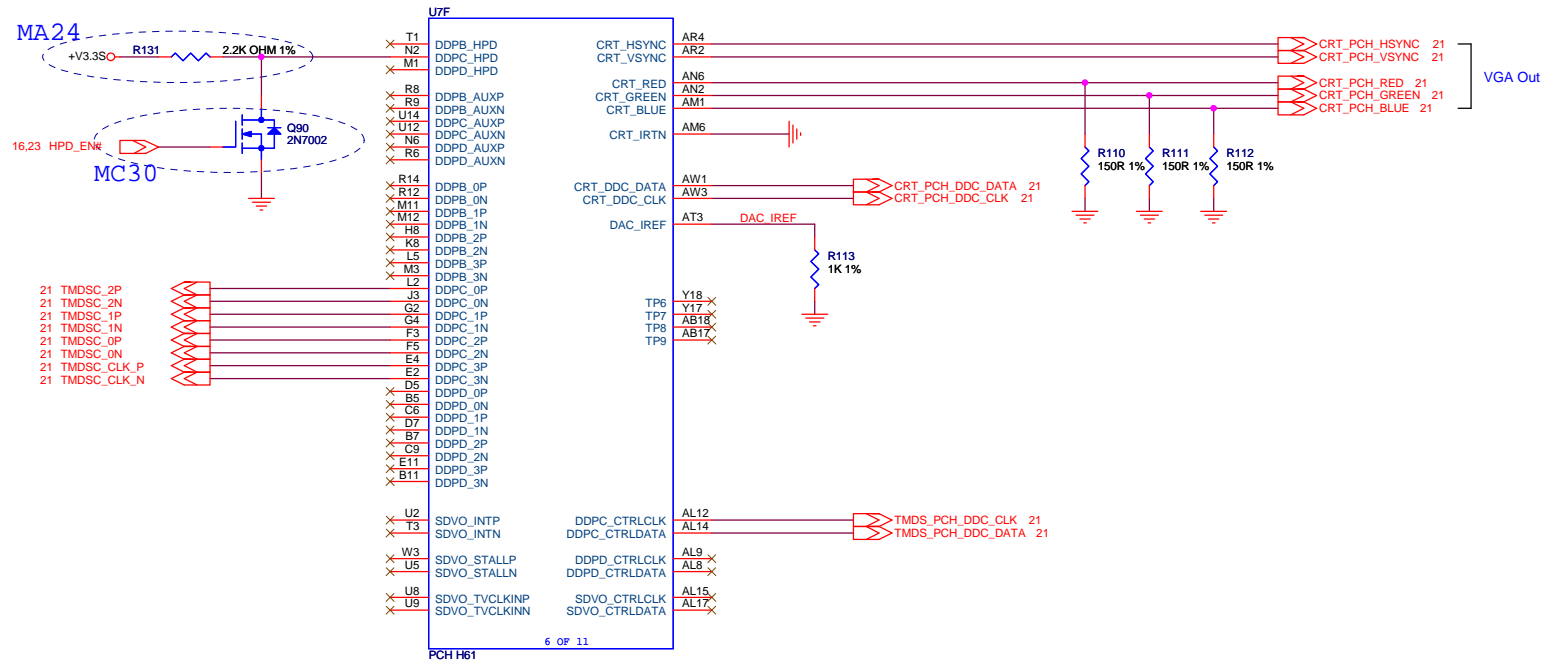 U7F
MA24
+V3.3S
R131
2.2K OHM 1%
16,23 HPD_EN#
Q90
2N7002
MC30
T1 DDPB_HPD
N2 DDPC_HPD
M1 DDPD_HPD
R8 DDPB_AUXP
R9 DDPB_AUXN
U14 DDPC_AUXP
U12 DDPC_AUXN
N6 DDPD_AUXP
R6 DDPD_AUXN
R14 DDPB_0P
R12 DDPB_0N
M11 DDPB_1P
M12 DDPB_1N
H8 DDPB_2P
K8 DDPB_2N
L5 DDPB_3P
M3 DDPB_3N
21 TMDSC_2P L2 DDPC_0P
21 TMDSC_2N J3 DDPC_0N
21 TMDSC_1P G2 DDPC_1P
21 TMDSC_1N G4 DDPC_1N
21 TMDSC_0P F3 DDPC_2P
21 TMDSC_0N F5 DDPC_2N
21 TMDSC_CLK_P E4 DDPC_3P
21 TMDSC_CLK_N E2 DDPC_3N
D5 DDPD_0P
B5 DDPD_0N
C6 DDPD_1P
D7 DDPD_1N
B7 DDPD_2P
C9 DDPD_2N
E11 DDPD_3P
B11 DDPD_3N
U2 SDVO_INTP
T3 SDVO_INTN
W3 SDVO_STALLP
U5 SDVO_STALLN
U8 SDVO_TVCLKINP
U9 SDVO_TVCLKINN
CRT_HSYNC AR4 CRT_PCH_HSYNC 21
CRT_VSYNC AR2 CRT_PCH_VSYNC 21
CRT_RED AN6 CRT_PCH_RED 21
CRT_GREEN AN2 CRT_PCH_GREEN 21
CRT_BLUE AM1 CRT_PCH_BLUE 21
VGA Out
CRT_IRTN AM6
R110
150R 1%
R111
150R 1%
R112
150R 1%
CRT_DDC_DATA AW1 CRT_PCH_DDC_DATA 21
CRT_DDC_CLK AW3 CRT_PCH_DDC_CLK 21
DAC_IREF AT3 DAC_IREF
R113
1K 1%
TP6 Y18
TP7 Y17
TP8 AB18
TP9 AB17
DDPC_CTRLCLK AL12 TMDS_PCH_DDC_CLK 21
DDPC_CTRLDATA AL14 TMDS_PCH_DDC_DATA 21
DDPD_CTRLCLK AL9
DDPD_CTRLDATA AL8
SDVO_CTRLCLK AL15
SDVO_CTRLDATA AL17
6 OF 11
PCH H61